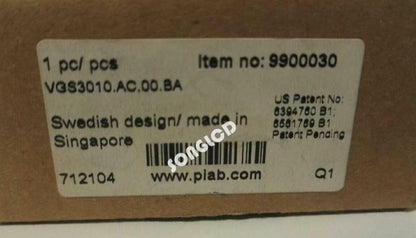 1 pc/ pcs Item no: 9900030
VGS3010.AC.00.BA
US Patent No:
6394760 B1;
6561769 B1
Patent Pending
Swedish design/ made in
Singapore
SONGICD
712104 www.piab.com Q1